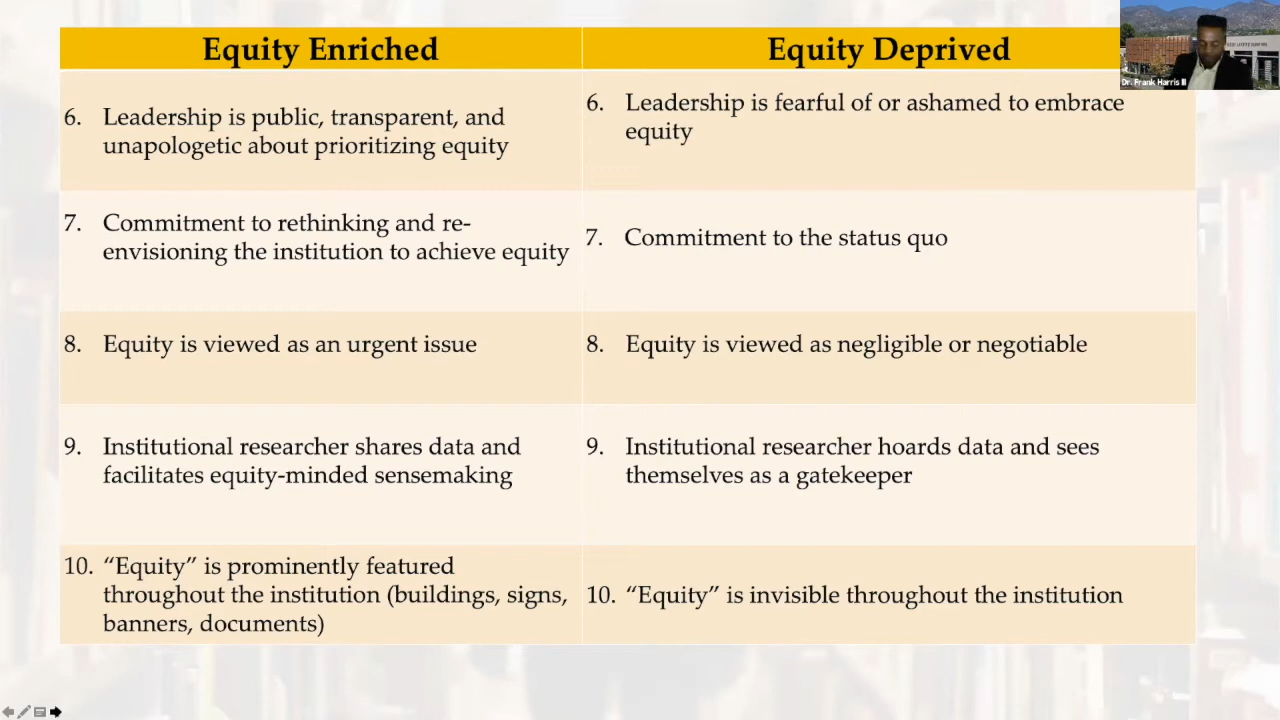 Equity Enriched
Equity Deprived
6. Leadership is public, transparent, and
unapologetic about prioritizing equity
6. Leadership is fearful of or ashamed to embrace
equity
7. Commitment to rethinking and re-
envisioning the institution to achieve equity
7. Commitment to the status quo
8. Equity is viewed as an urgent issue
8. Equity is viewed as negligible or negotiable
9. Institutional researcher shares data and
facilitates equity-minded sensemaking
9. Institutional researcher hoards data and sees
themselves as a gatekeeper
10. “Equity” is prominently featured
throughout the institution (buildings, signs,
banners, documents)
10. “Equity” is invisible throughout the institution
Dr. Frank Harris III